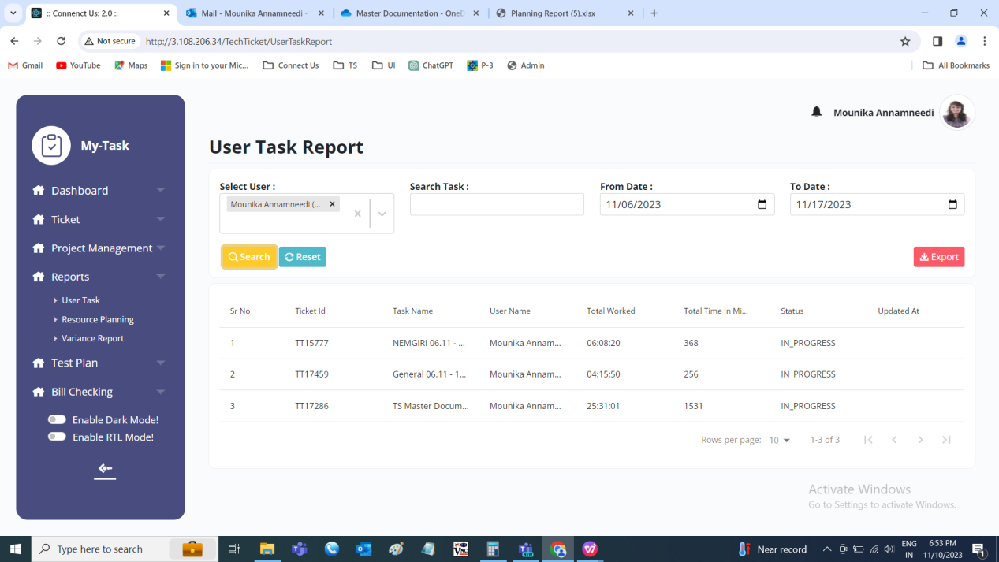 :: Connenct Us: 2.0 ::
Mail - Mounika Annamneedi -
Master Documentation - OneD
Planning Report (5).xlsx
Not secure
http://3.108.206.34/TechTicket/UserTaskReport
Gmail
YouTube
Maps
Sign in to your Mic...
Connect Us
TS
UI
ChatGPT
P-3
Admin
All Bookmarks
My-Task
Dashboard
Ticket
Project Management
Reports
User Task
Resource Planning
Variance Report
Test Plan
Bill Checking
Enable Dark Mode!
Enable RTL Mode!
Mounika Annamneedi
User Task Report
Select User :
Search Task :
From Date :
To Date :
Mounika Annamneedi (...
11/06/2023
11/17/2023
Search
Reset
Export
Sr No Ticket Id Task Name User Name Total Worked Total Time In Mi... Status Updated At
1 TT15777 NEMGIRI 06.11 - ... Mounika Annam... 06:08:20 368 IN_PROGRESS
2 TT17459 General 06.11 - 1... Mounika Annam... 04:15:50 256 IN_PROGRESS
3 TT17286 TS Master Docum... Mounika Annam... 25:31:01 1531 IN_PROGRESS
Rows per page: 10 1-3 of 3
Activate Windows
Go to Settings to activate Windows.
Type here to search
Near record
ENG
IN
6:53 PM
11/10/2023
1